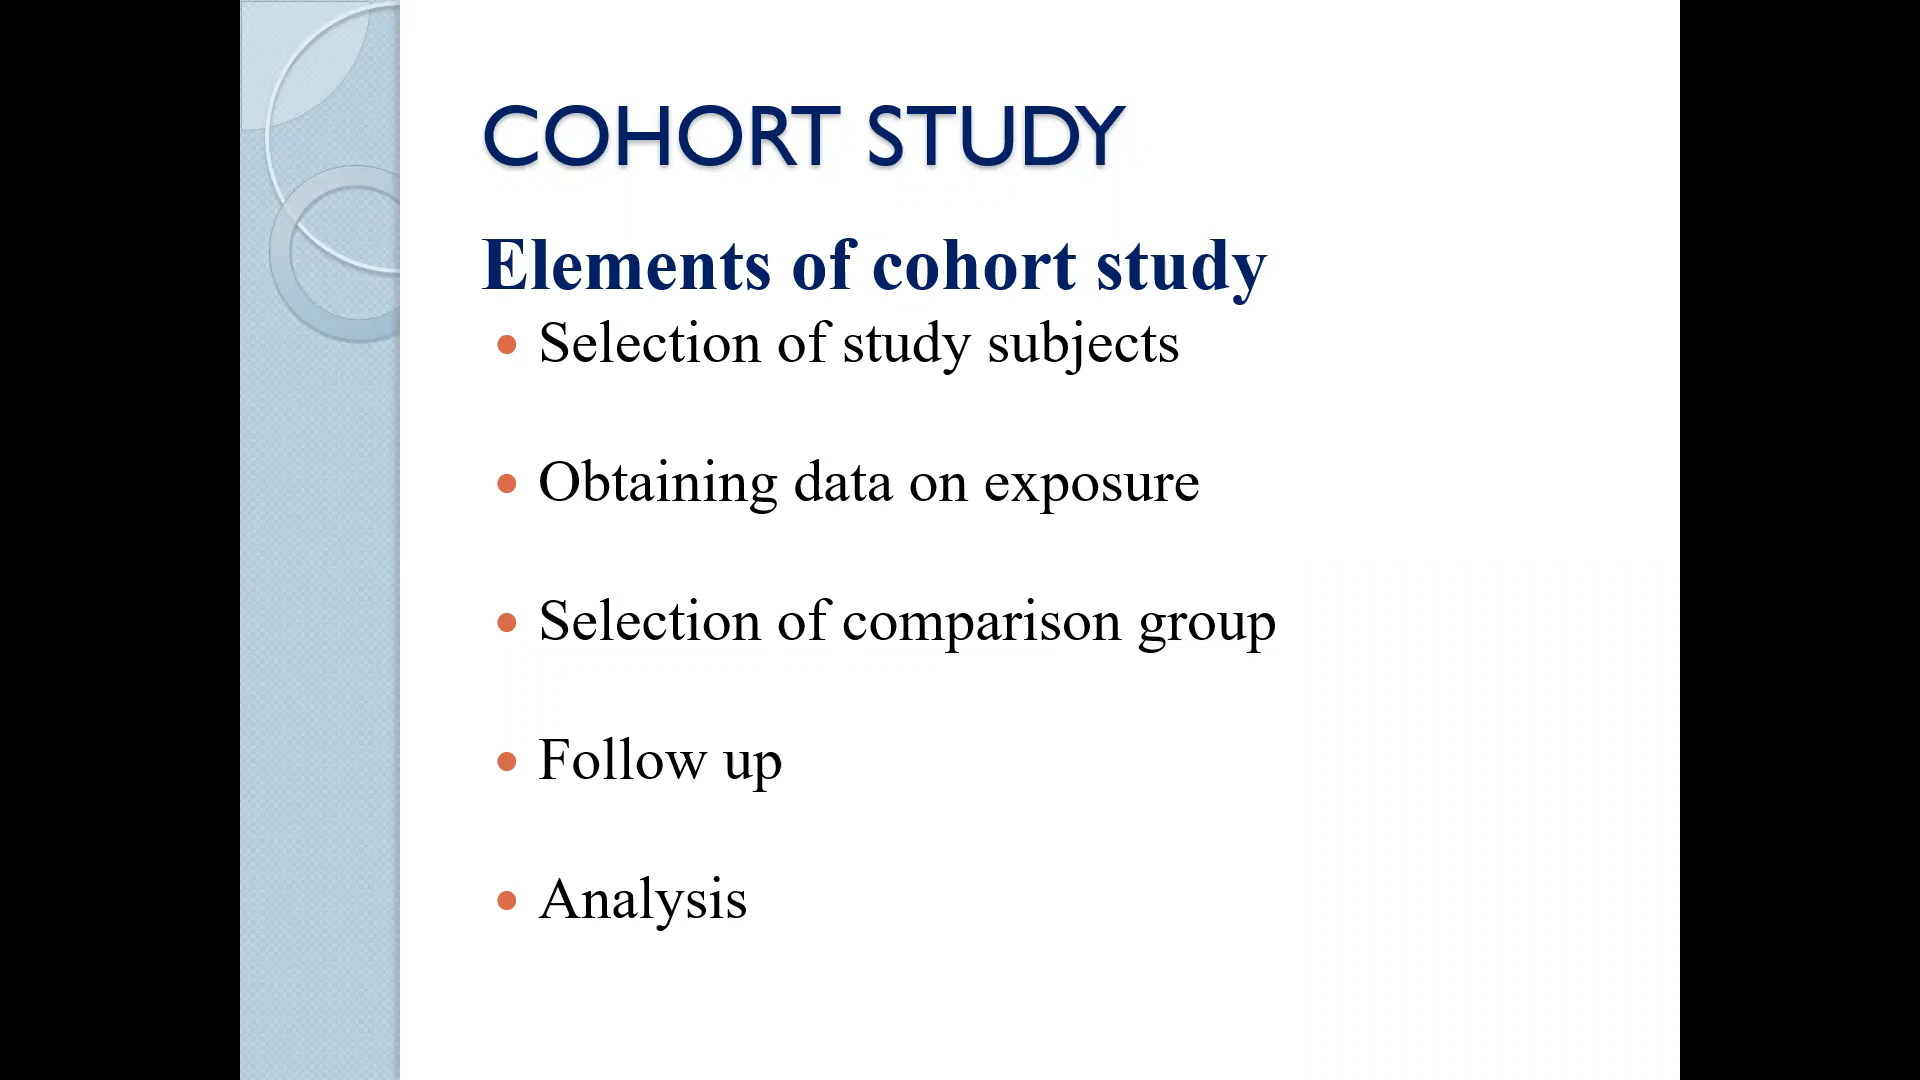 COHORT STUDY
Elements of cohort study
• Selection of study subjects
• Obtaining data on exposure
• Selection of comparison group
• Follow up
• Analysis